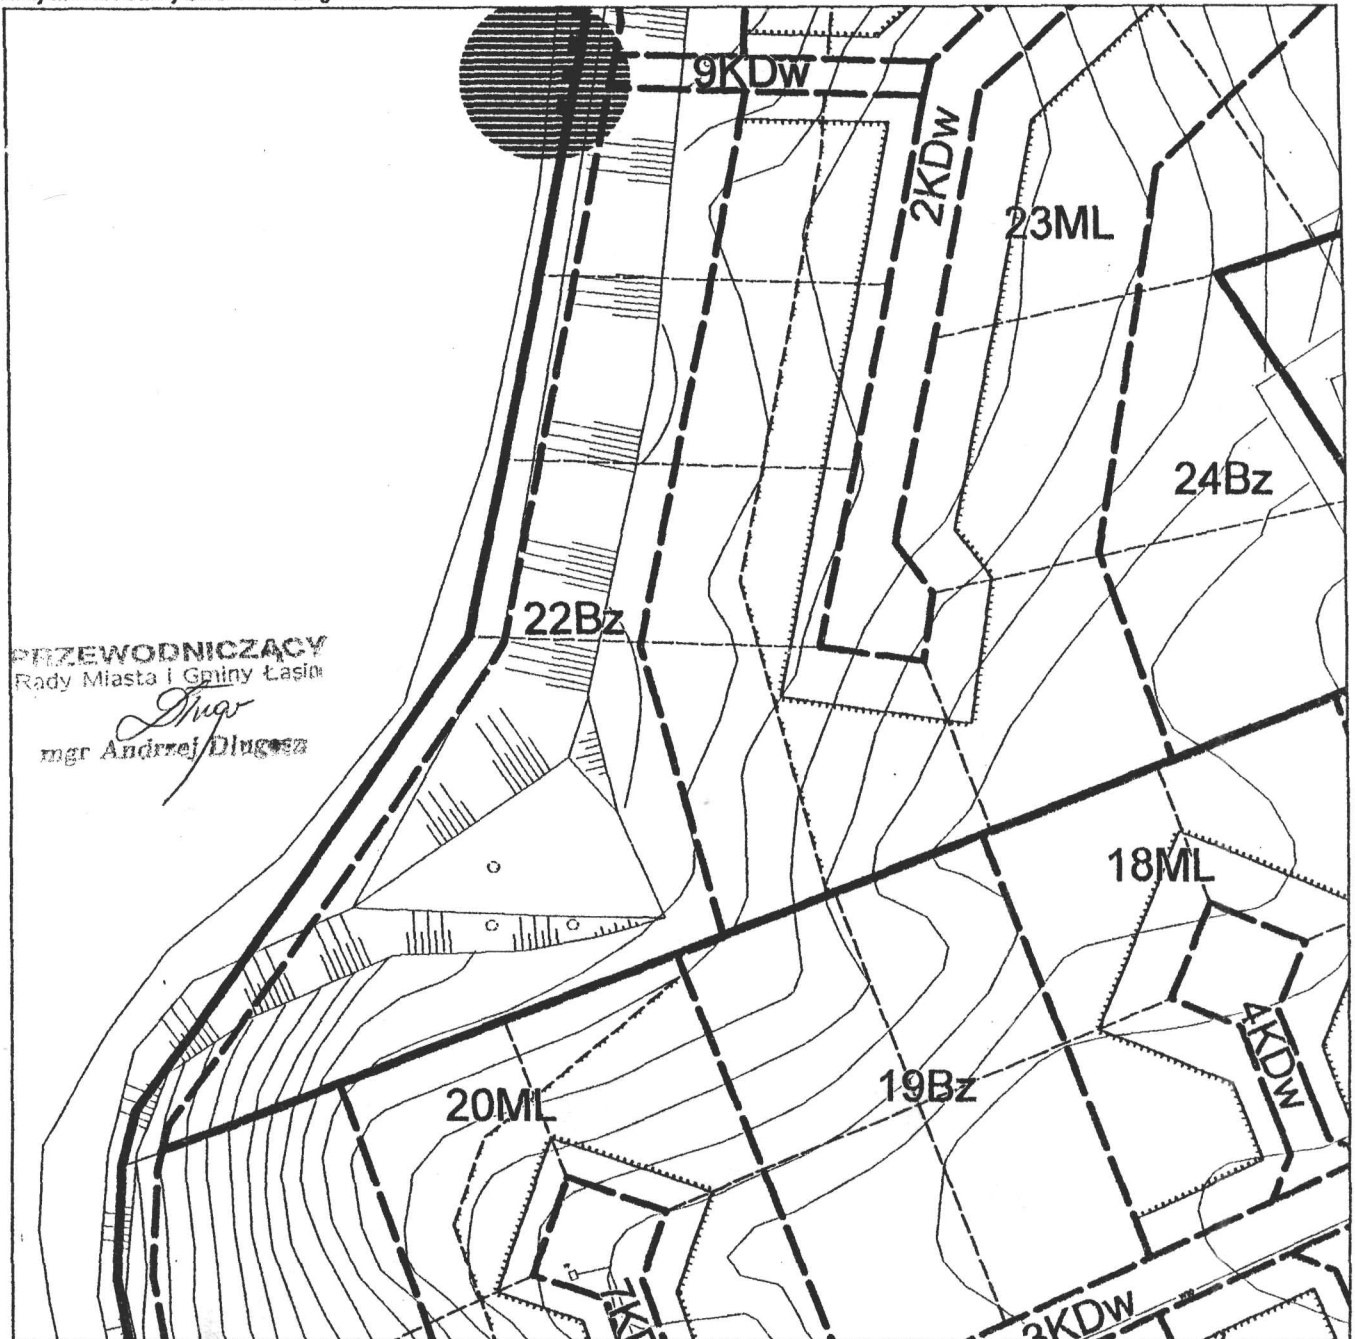 9KDw
2KDw
23ML
24Bz
22Bz
PRZEWODNICZĄCY
Rady Miasta i Gminy Łasin
mgr Andrzej Długosz
18ML
4KDw
20ML
19Bz
3KDw